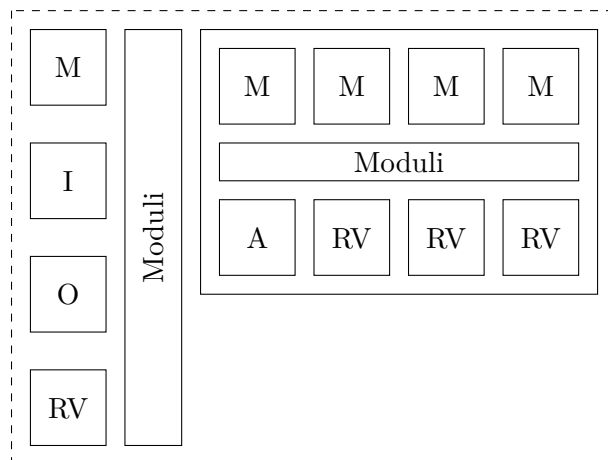 M
I
O
RV
Moduli
M M M M
Moduli
A RV RV RV